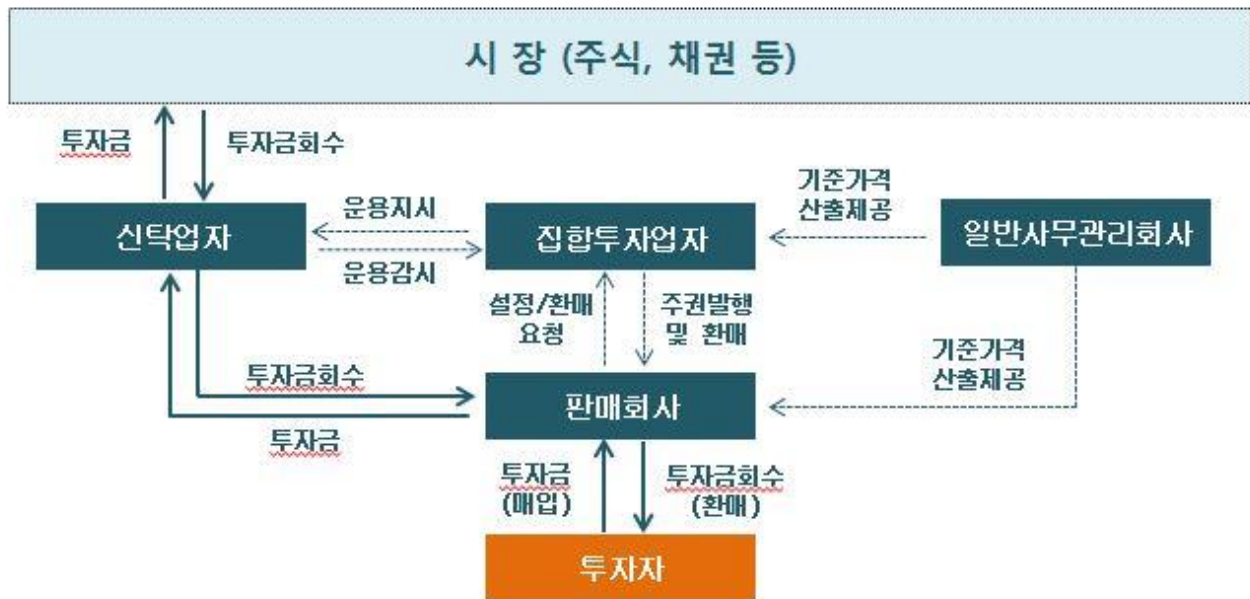 시 장 (주식, 채권 등)
투자금
투자금회수
기준가격
산출제공
신탁업자
운용지시
운용감시
집합투자업자
일반사무관리회사
설정/환매
요청
주권발행
및 환매
기준가격
산출제공
투자금회수
투자금
판매회사
투자금
(매입)
투자금회수
(환매)
투자자